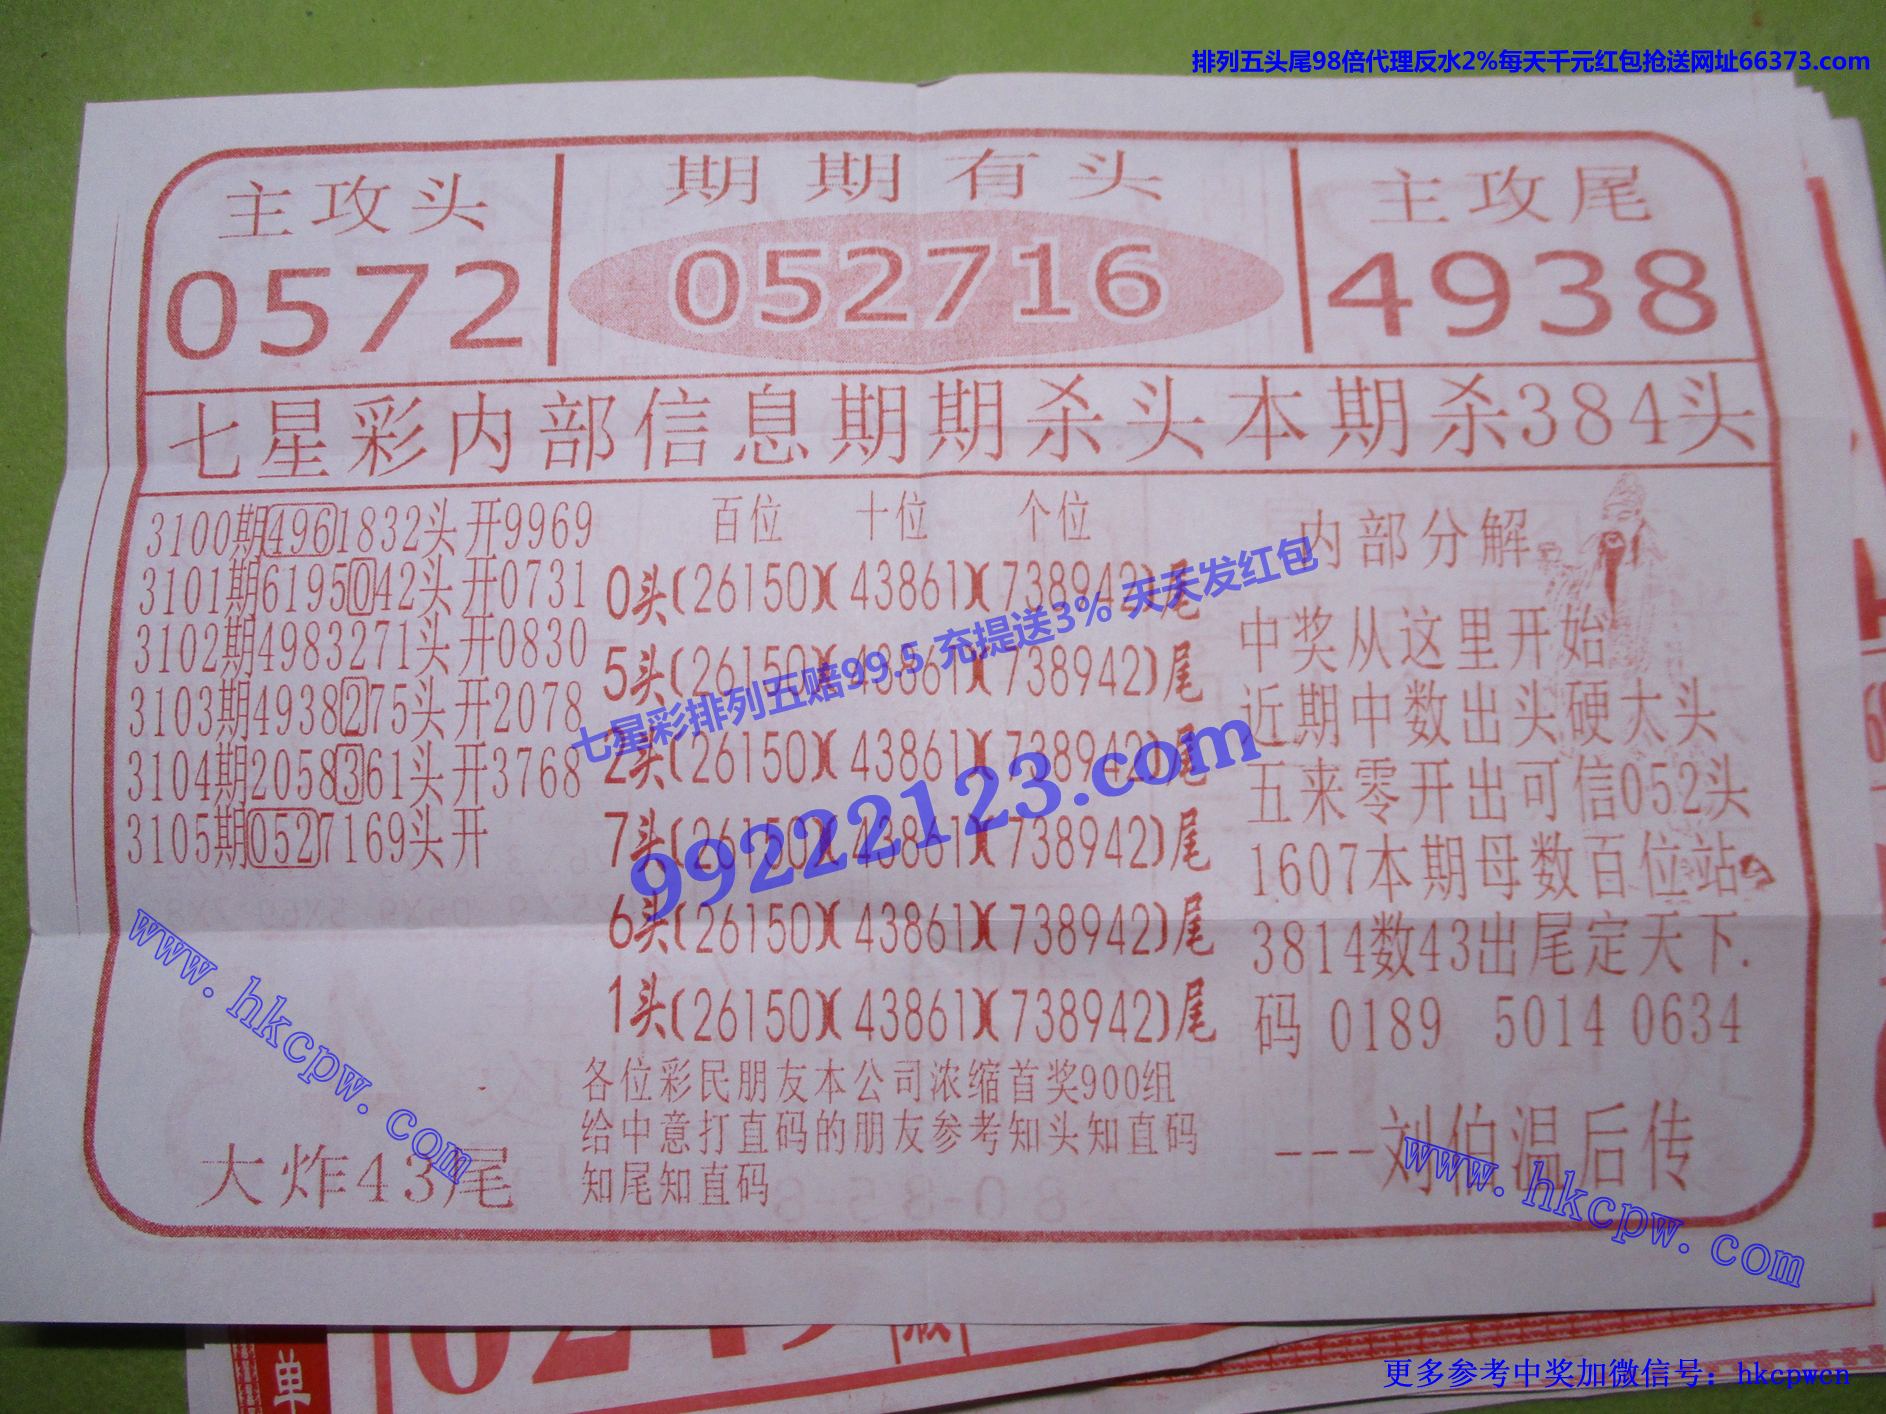 排列五头尾98倍代理反水2%每天千元红包抢送网址66373.com
主攻头
0572
期期有头
052716
主攻尾
4938
七星彩内部信息期期杀头本期杀384头
3100期4961832头开9969
3101期6195042头开0731
3102期4983271头开0830
3103期4938275头开2078
3104期2058361头开3768
3105期0527169头开
大炸43尾
百位 十位 个位
0头(26150)(43861)(738942)尾
5头(26150)(43861)(738942)尾
2头(26150)(43861)(738942)尾
7头(26150)(43861)(738942)尾
6头(26150)(43861)(738942)尾
1头(26150)(43861)(738942)尾
各位彩民朋友本公司浓缩首奖900组
给中意打直码的朋友参考知头知直码
知尾知直码
内部分解
中奖从这里开始
近期中数出头硬太头
五来零开出可信052头
1607本期母数百位站
3814数43出尾定天下.
码 0189 5014 0634
---刘伯温后传
七星彩排列五赔99.5 充提送3% 天天发红包
99222123.com
www.hkcpw.com
www.hkcpw.com
单
更多参考中奖加微信号：hkcpwcn